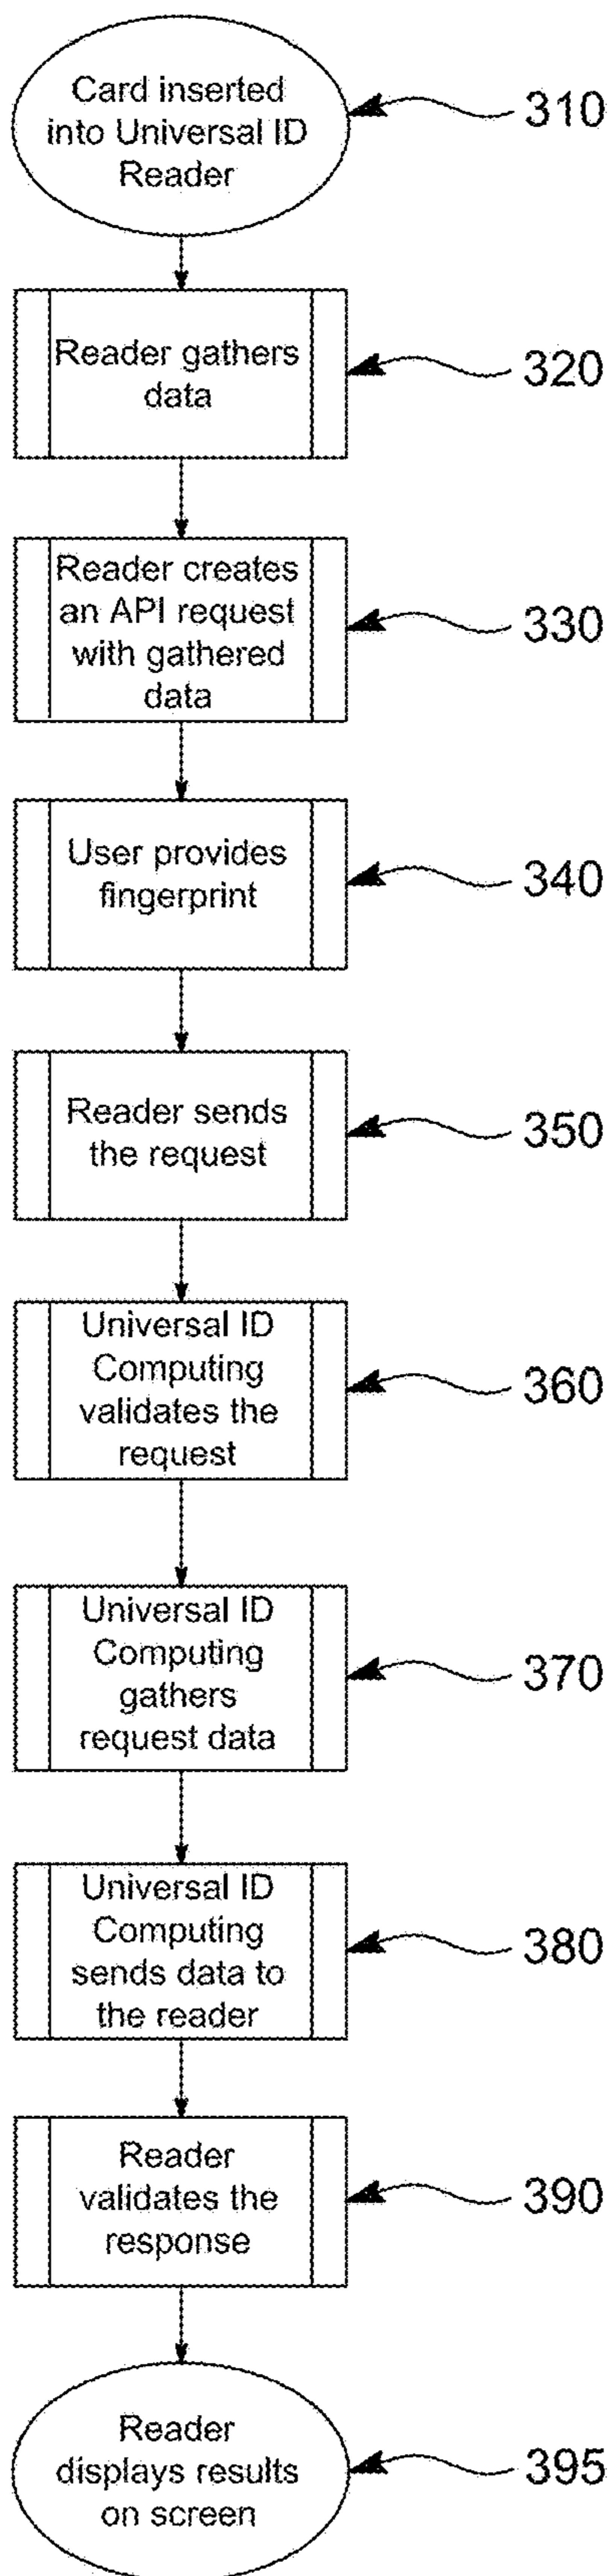 Card inserted
into Universal ID
Reader
310
Reader gathers
data
320
Reader creates
an API request
with gathered
data
330
User provides
fingerprint
340
Reader sends
the request
350
Universal ID
Computing
validates the
request
360
Universal ID
Computing
gathers
request data
370
Universal ID
Computing
sends data to
the reader
380
Reader
validates the
response
390
Reader
displays results
on screen
395